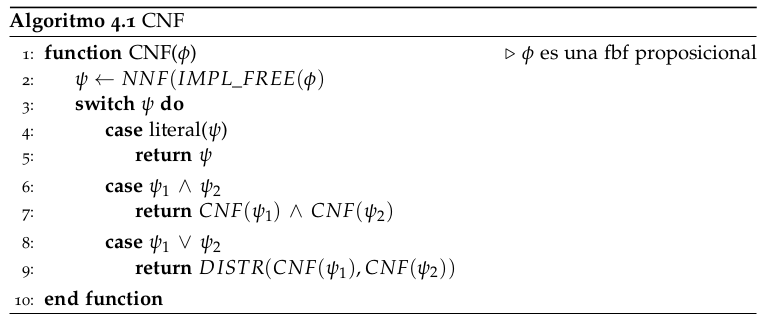 Algoritmo 4.1 CNF
1: function CNF(ϕ) ▷ ϕ es una fbf proposicional
2: ψ ← NNF(IMPL_FREE(ϕ)
3: switch ψ do
4: case literal(ψ)
5: return ψ
6: case ψ₁ ∧ ψ₂
7: return CNF(ψ₁) ∧ CNF(ψ₂)
8: case ψ₁ ∨ ψ₂
9: return DISTR(CNF(ψ₁), CNF(ψ₂))
10: end function